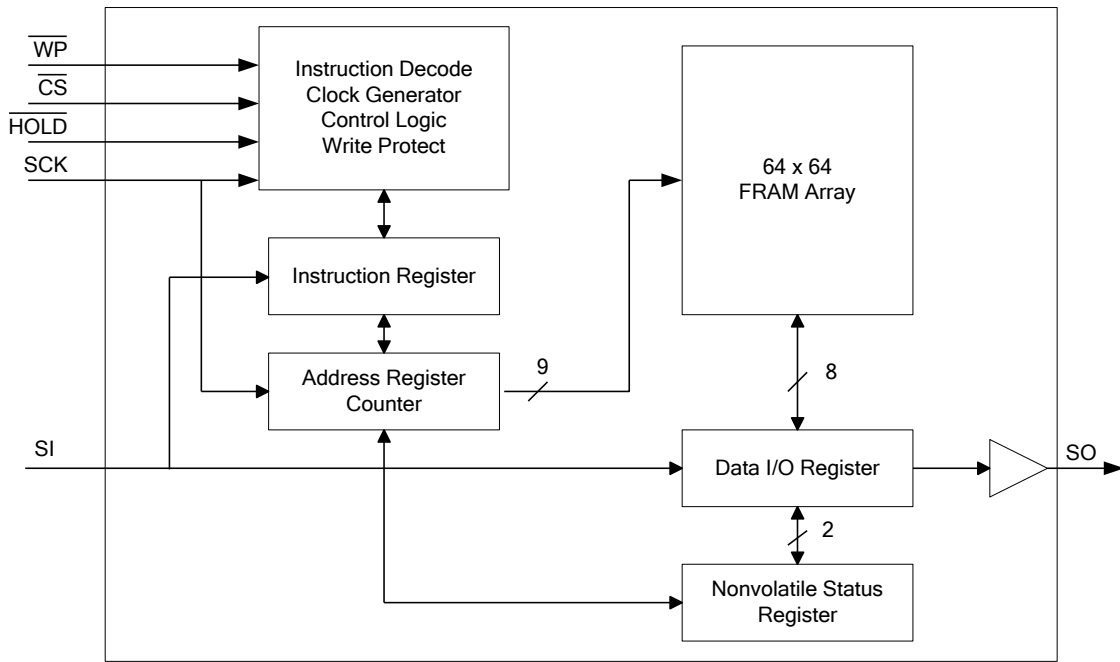 WP
CS
HOLD
SCK
Instruction Decode
Clock Generator
Control Logic
Write Protect
64 x 64
FRAM Array
Instruction Register
Address Register
Counter
9
8
SI
Data I/O Register
SO
2
Nonvolatile Status
Register